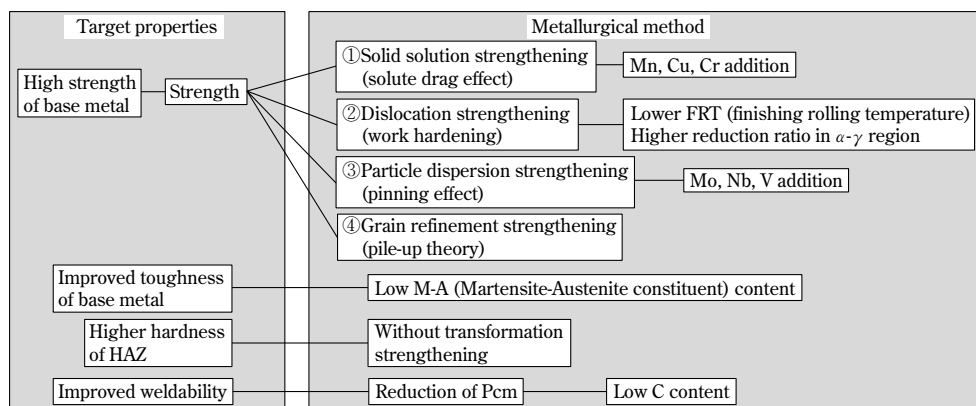 Target properties
Metallurgical method
High strength
of base metal
Strength
①Solid solution strengthening
(solute drag effect)
Mn, Cu, Cr addition
②Dislocation strengthening
(work hardening)
Lower FRT (finishing rolling temperature)
Higher reduction ratio in α-γ region
③Particle dispersion strengthening
(pinning effect)
Mo, Nb, V addition
④Grain refinement strengthening
(pile-up theory)
Improved toughness
of base metal
Low M-A (Martensite-Austenite constituent) content
Higher hardness
of HAZ
Without transformation
strengthening
Improved weldability
Reduction of Pcm
Low C content